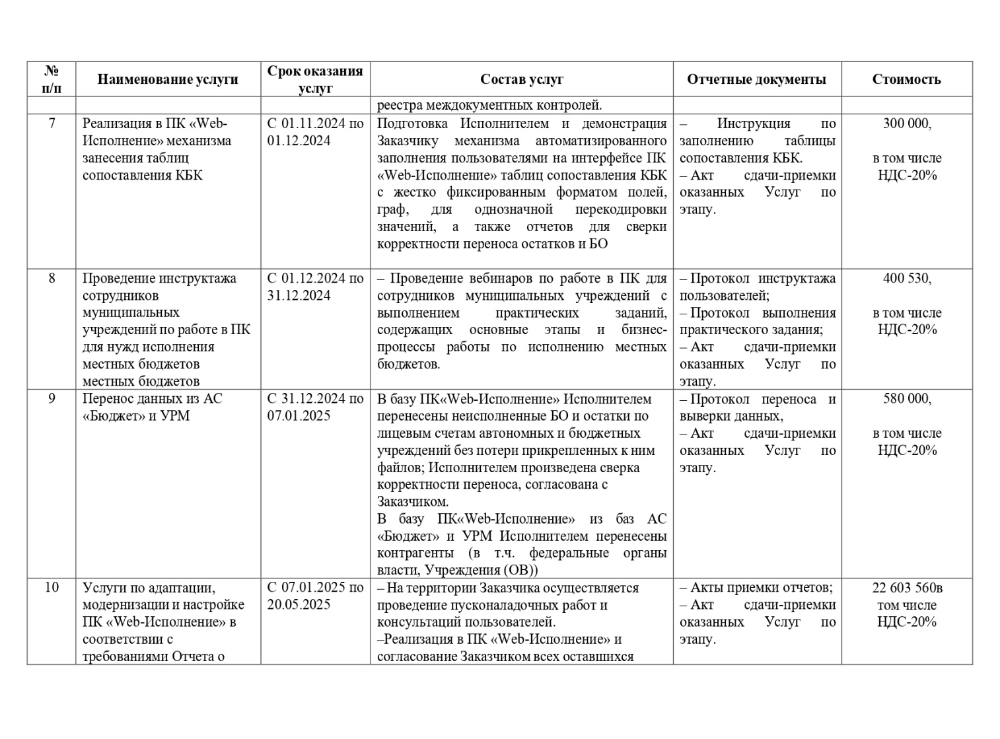 №
п/п
Наименование услуги
Срок оказания
услуг
Состав услуг
Отчетные документы
Стоимость
реестра междокументных контролей.
7
Реализация в ПК «Web-
Исполнение» механизма
занесения таблиц
сопоставления КБК
С 01.11.2024 по
01.12.2024
Подготовка Исполнителем и демонстрация
Заказчику механизма автоматизированного
заполнения пользователями на интерфейсе ПК
«Web-Исполнение» таблиц сопоставления КБК
с жестко фиксированным форматом полей,
граф, для однозначной перекодировки
значений, а также отчетов для сверки
корректности переноса остатков и БО
– Инструкция по
заполнению таблицы
сопоставления КБК.
– Акт сдачи-приемки
оказанных Услуг по
этапу.
300 000,
в том числе
НДС-20%
8
Проведение инструктажа
сотрудников
муниципальных
учреждений по работе в ПК
для нужд исполнения
местных бюджетов
местных бюджетов
С 01.12.2024 по
31.12.2024
– Проведение вебинаров по работе в ПК для
сотрудников муниципальных учреждений с
выполнением практических заданий,
содержащих основные этапы и бизнес-
процессы работы по исполнению местных
бюджетов.
– Протокол инструктажа
пользователей;
– Протокол выполнения
практического задания;
– Акт сдачи-приемки
оказанных Услуг по
этапу.
400 530,
в том числе
НДС-20%
9
Перенос данных из АС
«Бюджет» и УРМ
С 31.12.2024 по
07.01.2025
В базу ПК«Web-Исполнение» Исполнителем
перенесены неисполненные БО и остатки по
лицевым счетам автономных и бюджетных
учреждений без потери прикрепленных к ним
файлов; Исполнителем произведена сверка
корректности переноса, согласована с
Заказчиком.
В базу ПК«Web-Исполнение» из баз АС
«Бюджет» и УРМ Исполнителем перенесены
контрагенты (в т.ч. федеральные органы
власти, Учреждения (ОВ))
– Протокол переноса и
выверки данных,
– Акт сдачи-приемки
оказанных Услуг по
этапу.
580 000,
в том числе
НДС-20%
10
Услуги по адаптации,
модернизации и настройке
ПК «Web-Исполнение» в
соответствии с
требованиями Отчета о
С 07.01.2025 по
20.05.2025
– На территории Заказчика осуществляется
проведение пусконаладочных работ и
консультаций пользователей.
–Реализация в ПК «Web-Исполнение» и
согласование Заказчиком всех оставшихся
– Акты приемки отчетов;
– Акт сдачи-приемки
оказанных Услуг по
этапу.
22 603 560в
том числе
НДС-20%